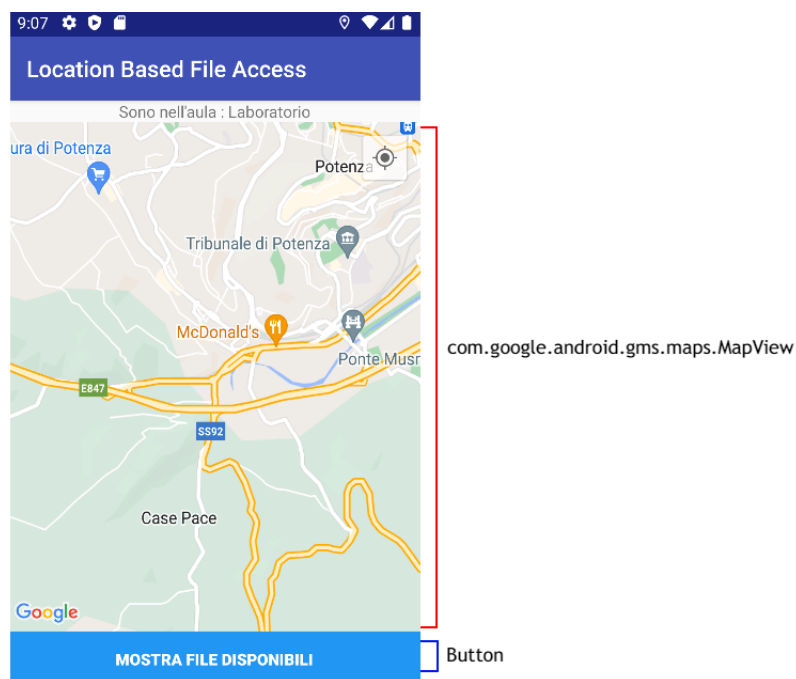 9:07
Location Based File Access
Sono nell'aula : Laboratorio
ura di Potenza
Potenza
Tribunale di Potenza
McDonald's
com.google.android.gms.maps.MapView
Ponte Musr
E847
SS92
Case Pace
Google
MOSTRA FILE DISPONIBILI
Button